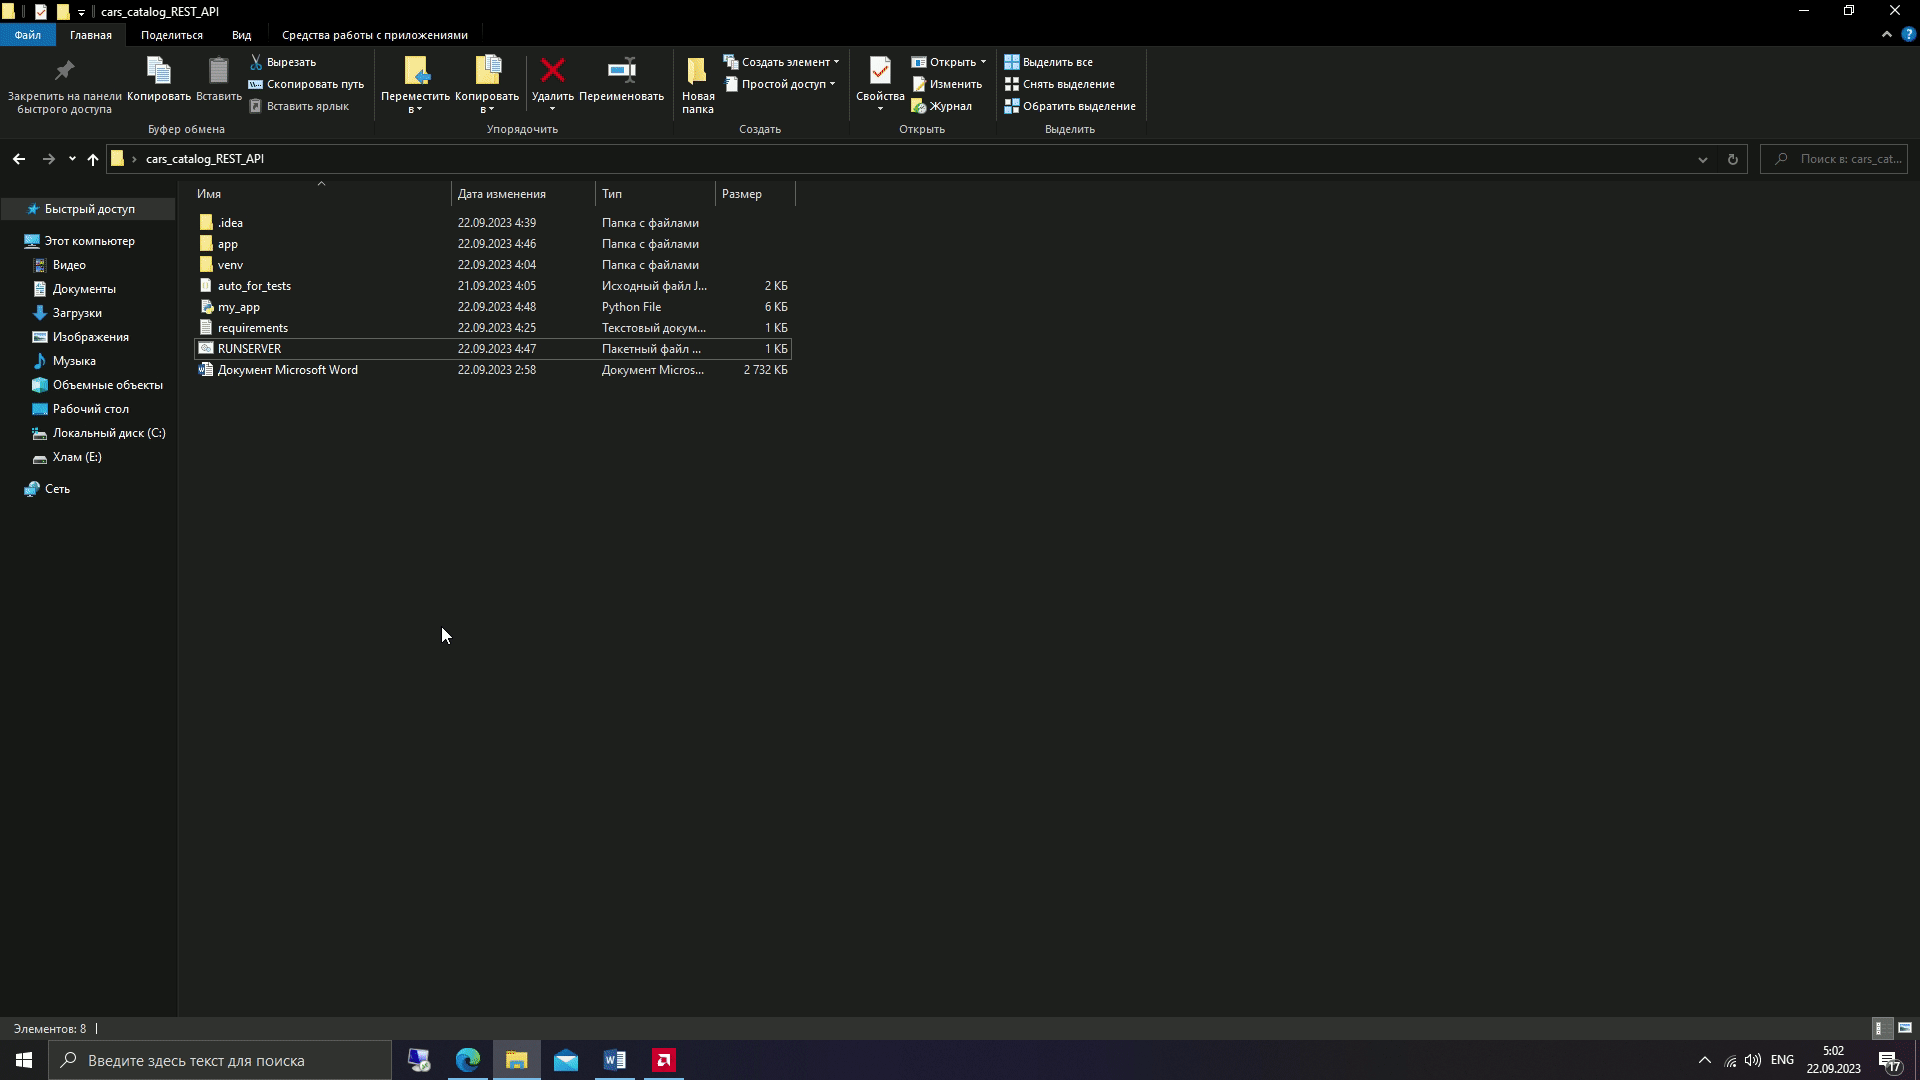 cars_catalog_REST_API
Файл Главная Поделиться Вид Средства работы с приложениями
Закрепить на панели быстрого доступа
Копировать
Вставить
Вырезать
Скопировать путь
Вставить ярлык
Буфер обмена
Переместить в
Копировать в
Удалить
Переименовать
Упорядочить
Новая папка
Создать элемент
Простой доступ
Создать
Свойства
Открыть
Изменить
Журнал
Открыть
Выделить все
Снять выделение
Обратить выделение
Выделить
cars_catalog_REST_API
Поиск в: cars_cat...
Быстрый доступ
Этот компьютер
Видео
Документы
Загрузки
Изображения
Музыка
Объемные объекты
Рабочий стол
Локальный диск (C:)
Хлам (E:)
Сеть
Имя Дата изменения Тип Размер
.idea 22.09.2023 4:39 Папка с файлами
app 22.09.2023 4:46 Папка с файлами
venv 22.09.2023 4:04 Папка с файлами
auto_for_tests 21.09.2023 4:05 Исходный файл J... 2 КБ
my_app 22.09.2023 4:48 Python File 6 КБ
requirements 22.09.2023 4:25 Текстовый докум... 1 КБ
RUNSERVER 22.09.2023 4:47 Пакетный файл ... 1 КБ
Документ Microsoft Word 22.09.2023 2:58 Документ Micros... 2 732 КБ
Элементов: 8
Введите здесь текст для поиска
ENG
5:02
22.09.2023
17